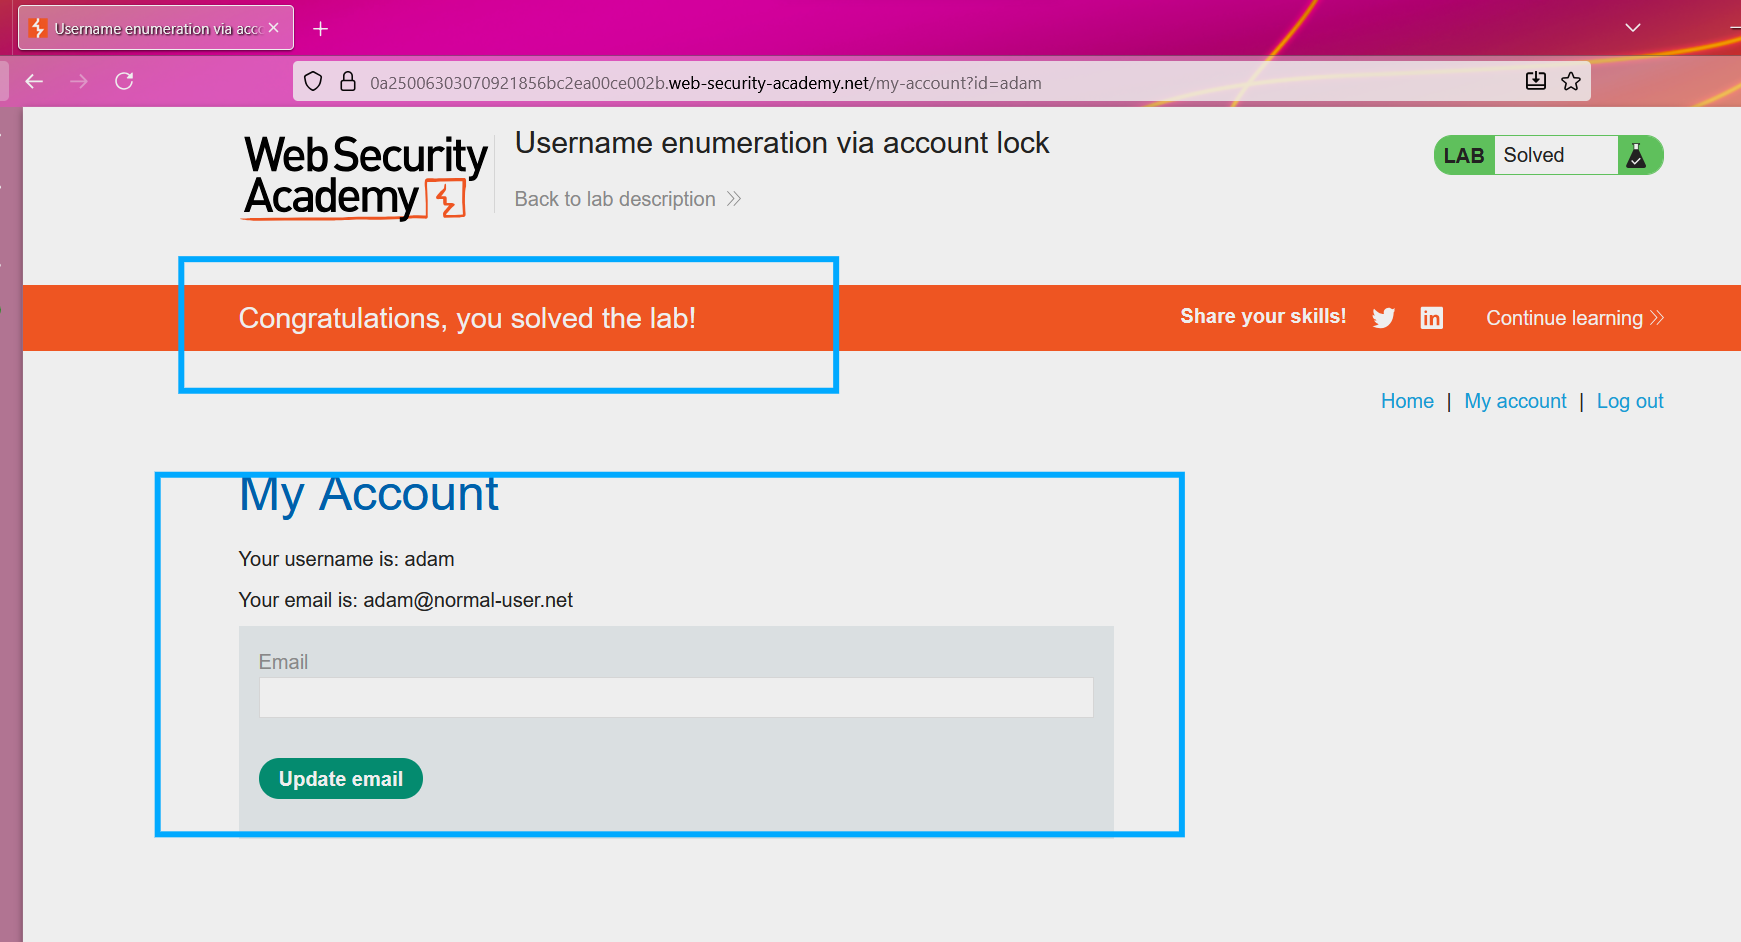 Username enumeration via acc
0a25006303070921856bc2ea00ce002b.web-security-academy.net/my-account?id=adam
Web Security
Academy
Username enumeration via account lock
Back to lab description
LAB Solved
Congratulations, you solved the lab!
Share your skills!
in
Continue learning
Home | My account | Log out
My Account
Your username is: adam
Your email is: adam@normal-user.net
Email
Update email